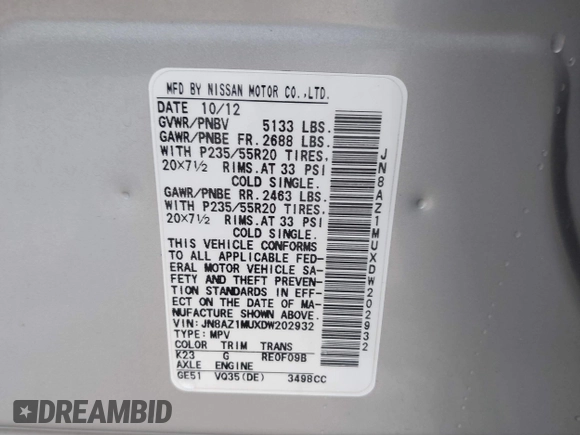 MFD BY NISSAN MOTOR CO.,LTD.
DATE 10/12
GVWR/PNBV 5133 LBS.
GAWR/PNBE FR. 2688 LBS.
WITH P235/55R20 TIRES,
20×7½ RIMS. AT 33 PSI
COLD SINGLE.
GAWR/PNBE RR. 2463 LBS.
WITH P235/55R20 TIRES,
20×7½ RIMS. AT 33 PSI
COLD SINGLE.
THIS VEHICLE CONFORMS
TO ALL APPLICABLE FED-
ERAL MOTOR VEHICLE SA-
FETY AND THEFT PREVEN-
TION STANDARDS IN EFF-
ECT ON THE DATE OF MA-
NUFACTURE SHOWN ABOVE.
VIN: JN8AZ1MUXDW202932
TYPE: MPV
COLOR TRIM TRANS
K23 G RE0F09B
AXLE ENGINE
GE51 VQ35(DE) 3498CC
JN8AZ1MUXDW202932
DREAMBID